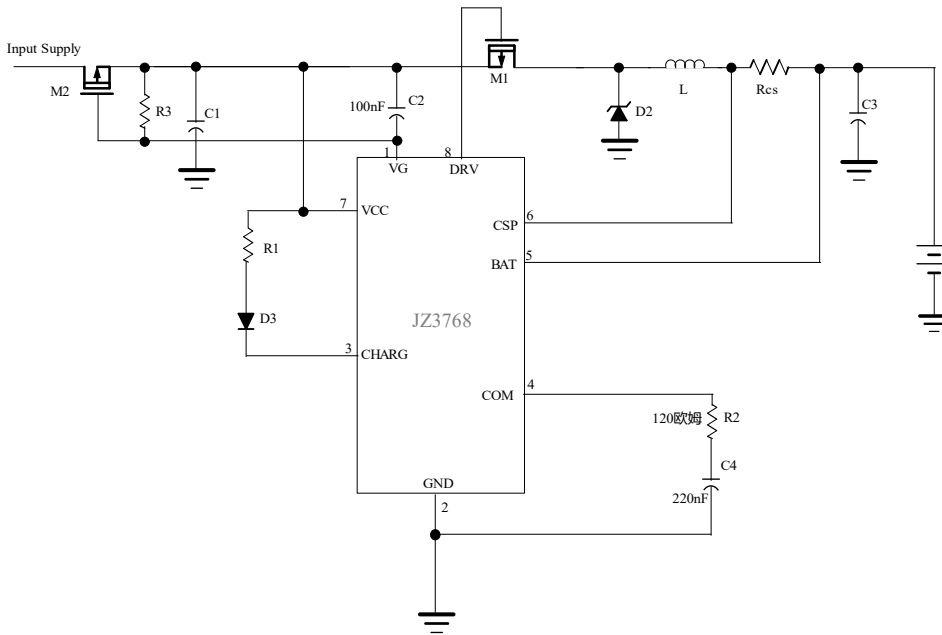 Input Supply
M2
R3
C1
100nF
C2
M1
D2
L
Rcs
C3
1
VG
8
DRV
7
VCC
CSP
6
R1
BAT
5
D3
JZ3768
3
CHARG
COM
4
120欧姆
R2
C4
220nF
GND
2